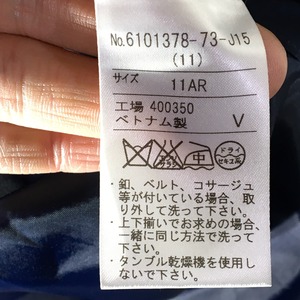 No.6101378-73-J15
(11)
サイズ 11AR
工場 400350
ベトナム製 V
中
ドライ
セキユ系
・釦、ベルト、コサージュ
等が付いている場合、取
り外して洗って下さい。
・上下揃いでお求めの場合、
一緒に同じ方法で洗って
下さい。
・タンブル乾燥機を使用し
ないで下さい。